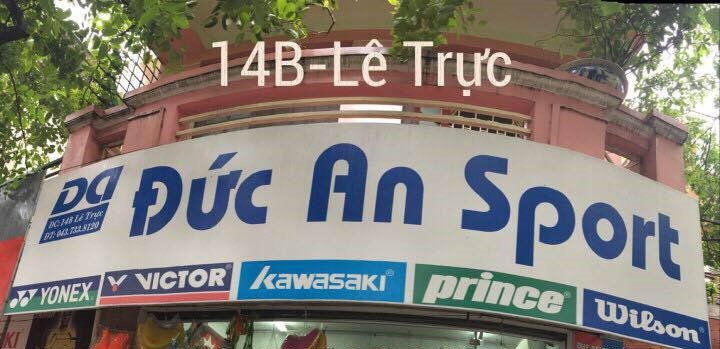 14B-Lê Trực
Đức An Sport
ĐC: 14B Lê Trực
ĐT: 043.733.8120
YONEX
VICTOR
Kawasaki
prince
Wilson